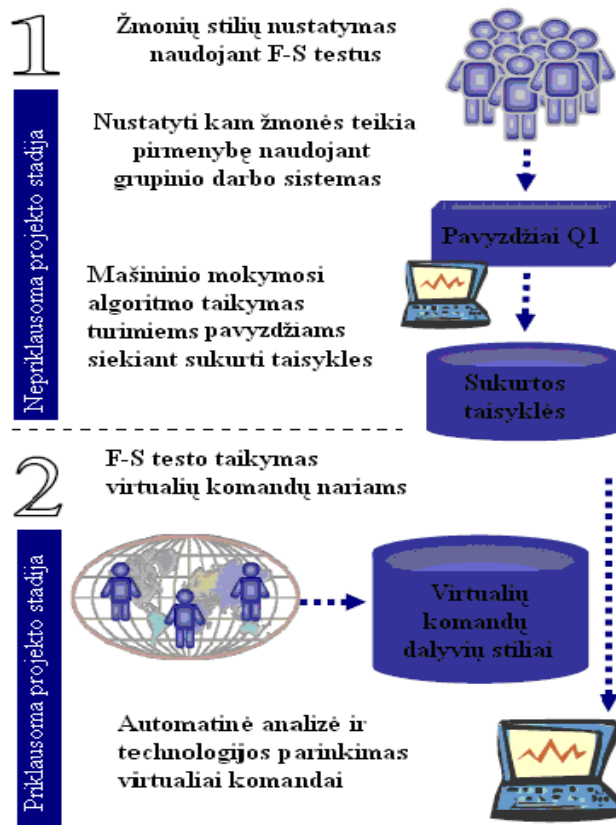 1
Žmonių stilių nustatymas
naudojant F-S testus
Nustatyti kam žmonės teikia
pirmenybę naudojant
grupinio darbo sistemas
Pavyzdžiai Q1
Mašininio mokymosi
algoritmo taikymas
turimiems pavyzdžiams
siekiant sukurti taisykles
Sukurtos
taisyklės
Nepriklausoma projekto stadija
2
F-S testo taikymas
virtualių komandų nariams
Virtualių
komandų
dalyvių stiliai
Automatinė analizė ir
technologijos parinkimas
virtualiai komandai
Priklausoma projekto stadija